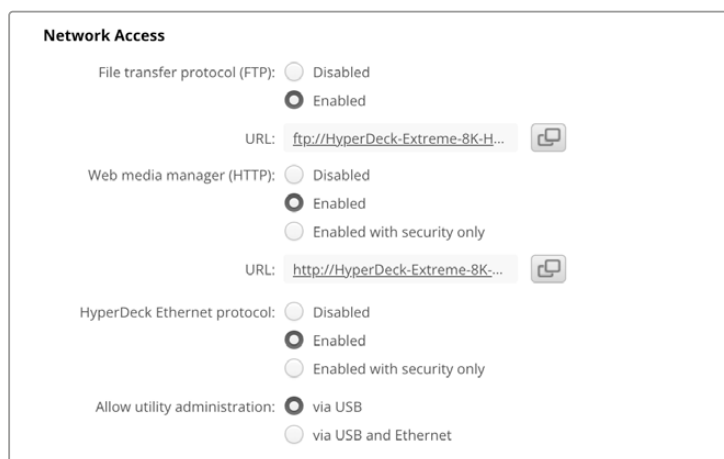 Network Access
File transfer protocol (FTP): Disabled
Enabled
URL: ftp://HyperDeck-Extreme-8K-H...
Web media manager (HTTP): Disabled
Enabled
Enabled with security only
URL: http://HyperDeck-Extreme-8K-...
HyperDeck Ethernet protocol: Disabled
Enabled
Enabled with security only
Allow utility administration: via USB
via USB and Ethernet